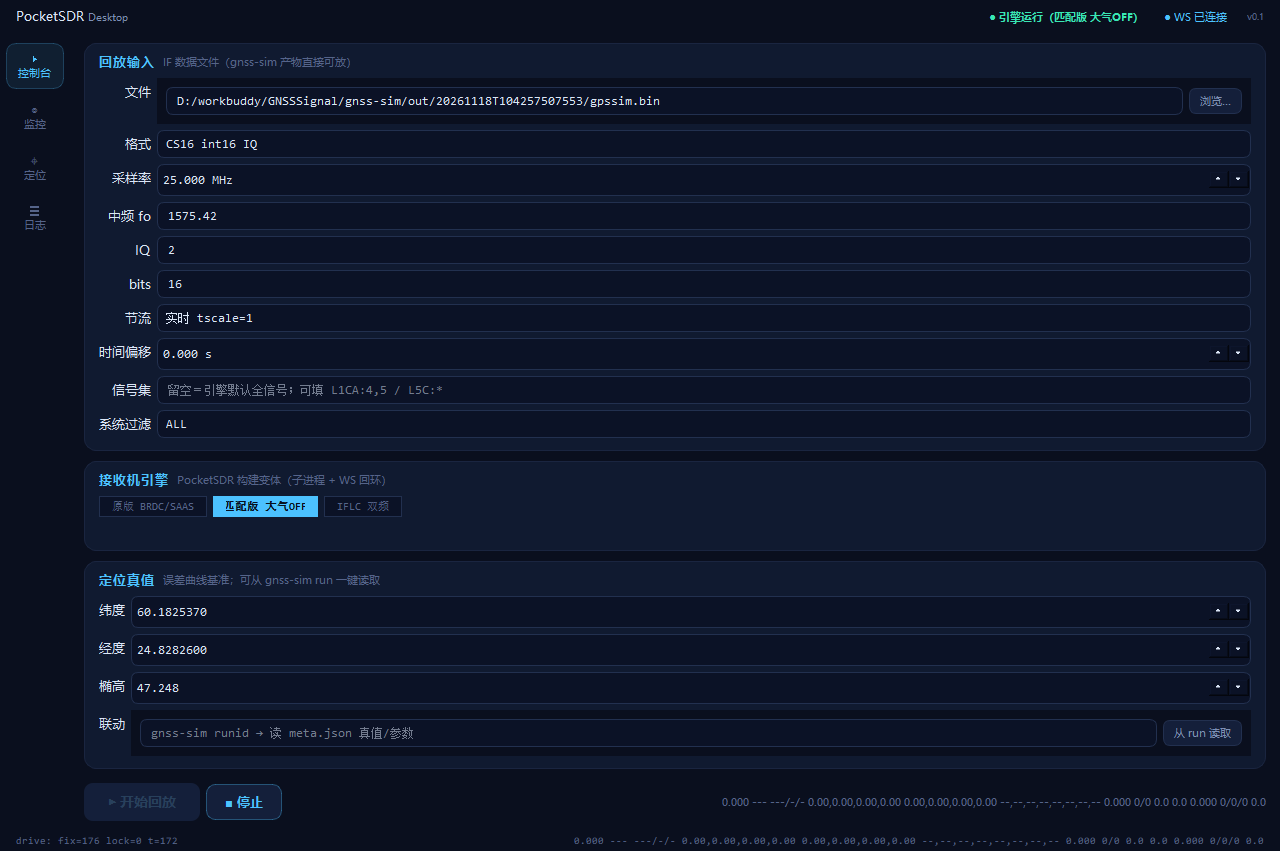 PocketSDR Desktop ● 引擎运行（匹配版 大气OFF） ● WS 已连接 v0.1
控制台
监控
定位
日志
回放输入 IF 数据文件（gnss-sim 产物直接可放）
文件 D:/workbuddy/GNSSSignal/gnss-sim/out/20261118T104257507553/gpssim.bin 浏览...
格式 CS16 int16 IQ
采样率 25.000 MHz
中频 fo 1575.42
IQ 2
bits 16
节流 实时 tscale=1
时间偏移 0.000 s
信号集 留空＝引擎默认全信号；可填 L1CA:4,5 / L5C:*
系统过滤 ALL
接收机引擎 PocketSDR 构建变体（子进程 + WS 回环）
原版 BRDC/SAAS 匹配版 大气OFF IFLC 双频
定位真值 误差曲线基准；可从 gnss-sim run 一键读取
纬度 60.1825370
经度 24.8282600
椭高 47.248
联动 gnss-sim runid → 读 meta.json 真值/参数 从 run 读取
▶ 开始回放 ■ 停止 0.000 --- ---/-/- 0.00,0.00,0.00,0.00 0.00,0.00,0.00,0.00 --,--,--,--,--,--,--,-- 0.000 0/0 0.0 0.0 0.000 0/0/0 0.0
drive: fix=176 lock=0 t=172 0.000 --- ---/-/- 0.00,0.00,0.00,0.00 0.00,0.00,0.00,0.00 --,--,--,--,--,--,--,-- 0.000 0/0 0.0 0.0 0.000 0/0/0 0.0